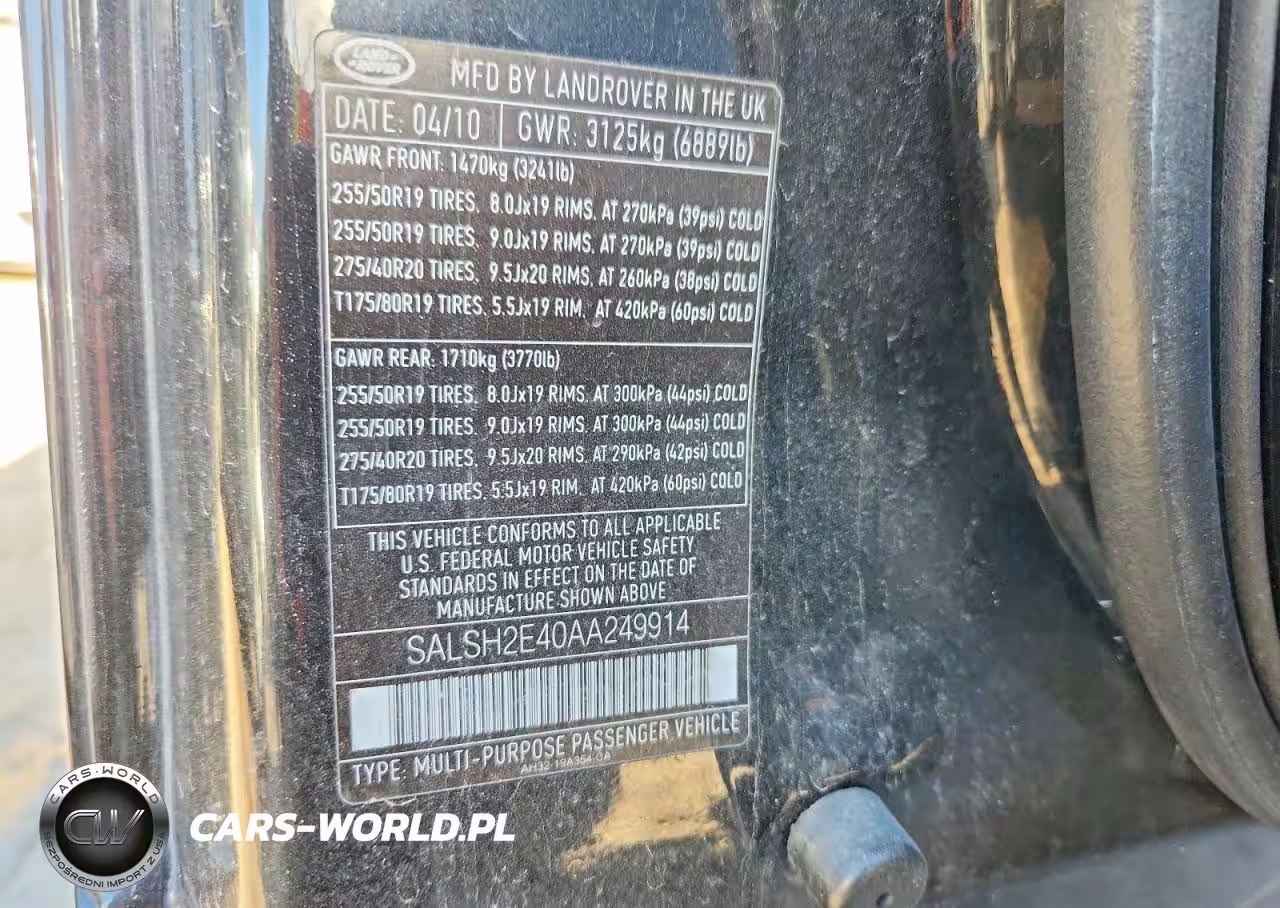 LAND ROVER
MFD BY LANDROVER IN THE UK
DATE: 04/10 GWR: 3125kg (6889lb)
GAWR FRONT: 1470kg (3241lb)
255/50R19 TIRES, 8.0Jx19 RIMS, AT 270kPa (39psi) COLD
255/50R19 TIRES, 9.0Jx19 RIMS, AT 270kPa (39psi) COLD
275/40R20 TIRES, 9.5Jx20 RIMS, AT 260kPa (38psi) COLD
T175/80R19 TIRES, 5.5Jx19 RIM, AT 420kPa (60psi) COLD
GAWR REAR: 1710kg (3770lb)
255/50R19 TIRES, 8.0Jx19 RIMS, AT 300kPa (44psi) COLD
255/50R19 TIRES, 9.0Jx19 RIMS, AT 300kPa (44psi) COLD
275/40R20 TIRES, 9.5Jx20 RIMS, AT 290kPa (42psi) COLD
T175/80R19 TIRES, 5.5Jx19 RIM, AT 420kPa (60psi) COLD
THIS VEHICLE CONFORMS TO ALL APPLICABLE
U.S. FEDERAL MOTOR VEHICLE SAFETY
STANDARDS IN EFFECT ON THE DATE OF
MANUFACTURE SHOWN ABOVE
SALSH2E40AA249914
TYPE: MULTI-PURPOSE PASSENGER VEHICLE
AH32-19A354-CA
CARS-WORLD
CW
BEZPOŚREDNI IMPORT Z USA
CARS-WORLD.PL